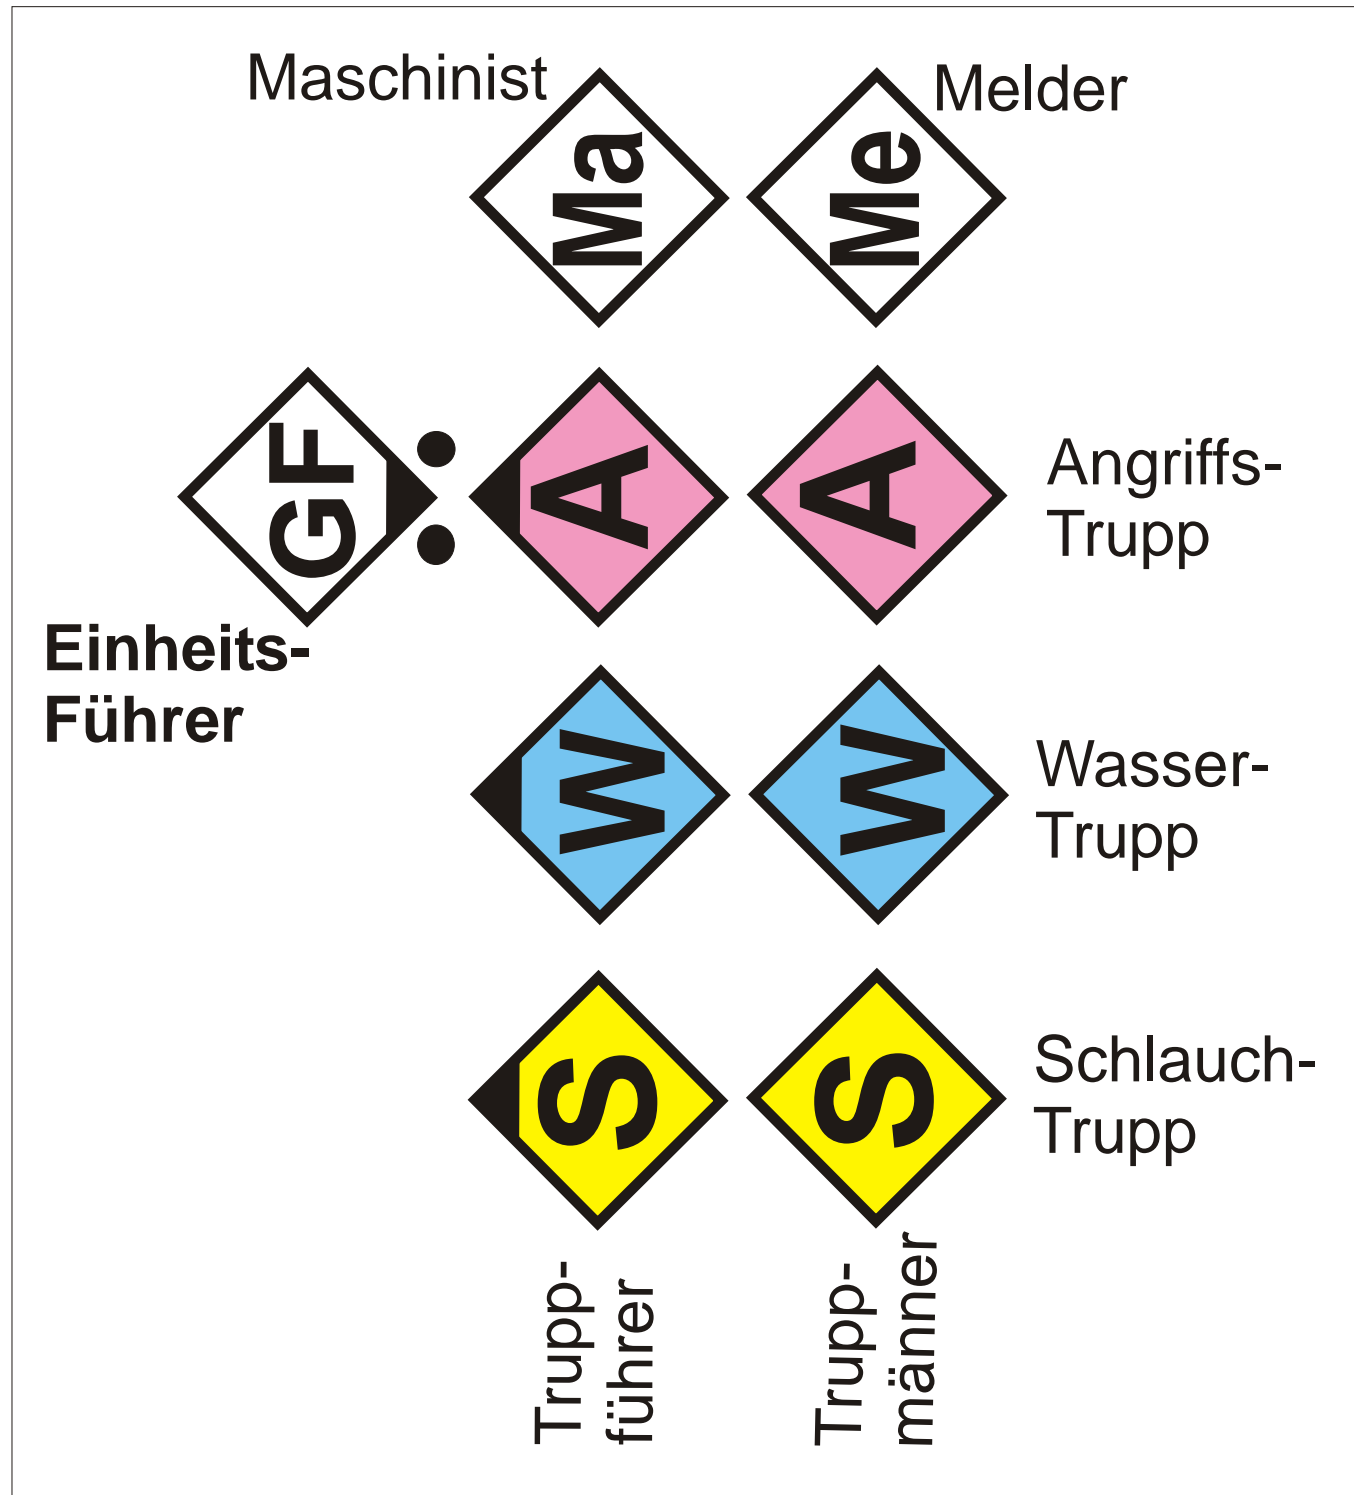 Maschinist
Melder
Ma
Me
GF
A
A
Angriffs-
Trupp
Einheits-
Führer
W
W
Wasser-
Trupp
S
S
Schlauch-
Trupp
Trupp-
führer
Trupp-
männer